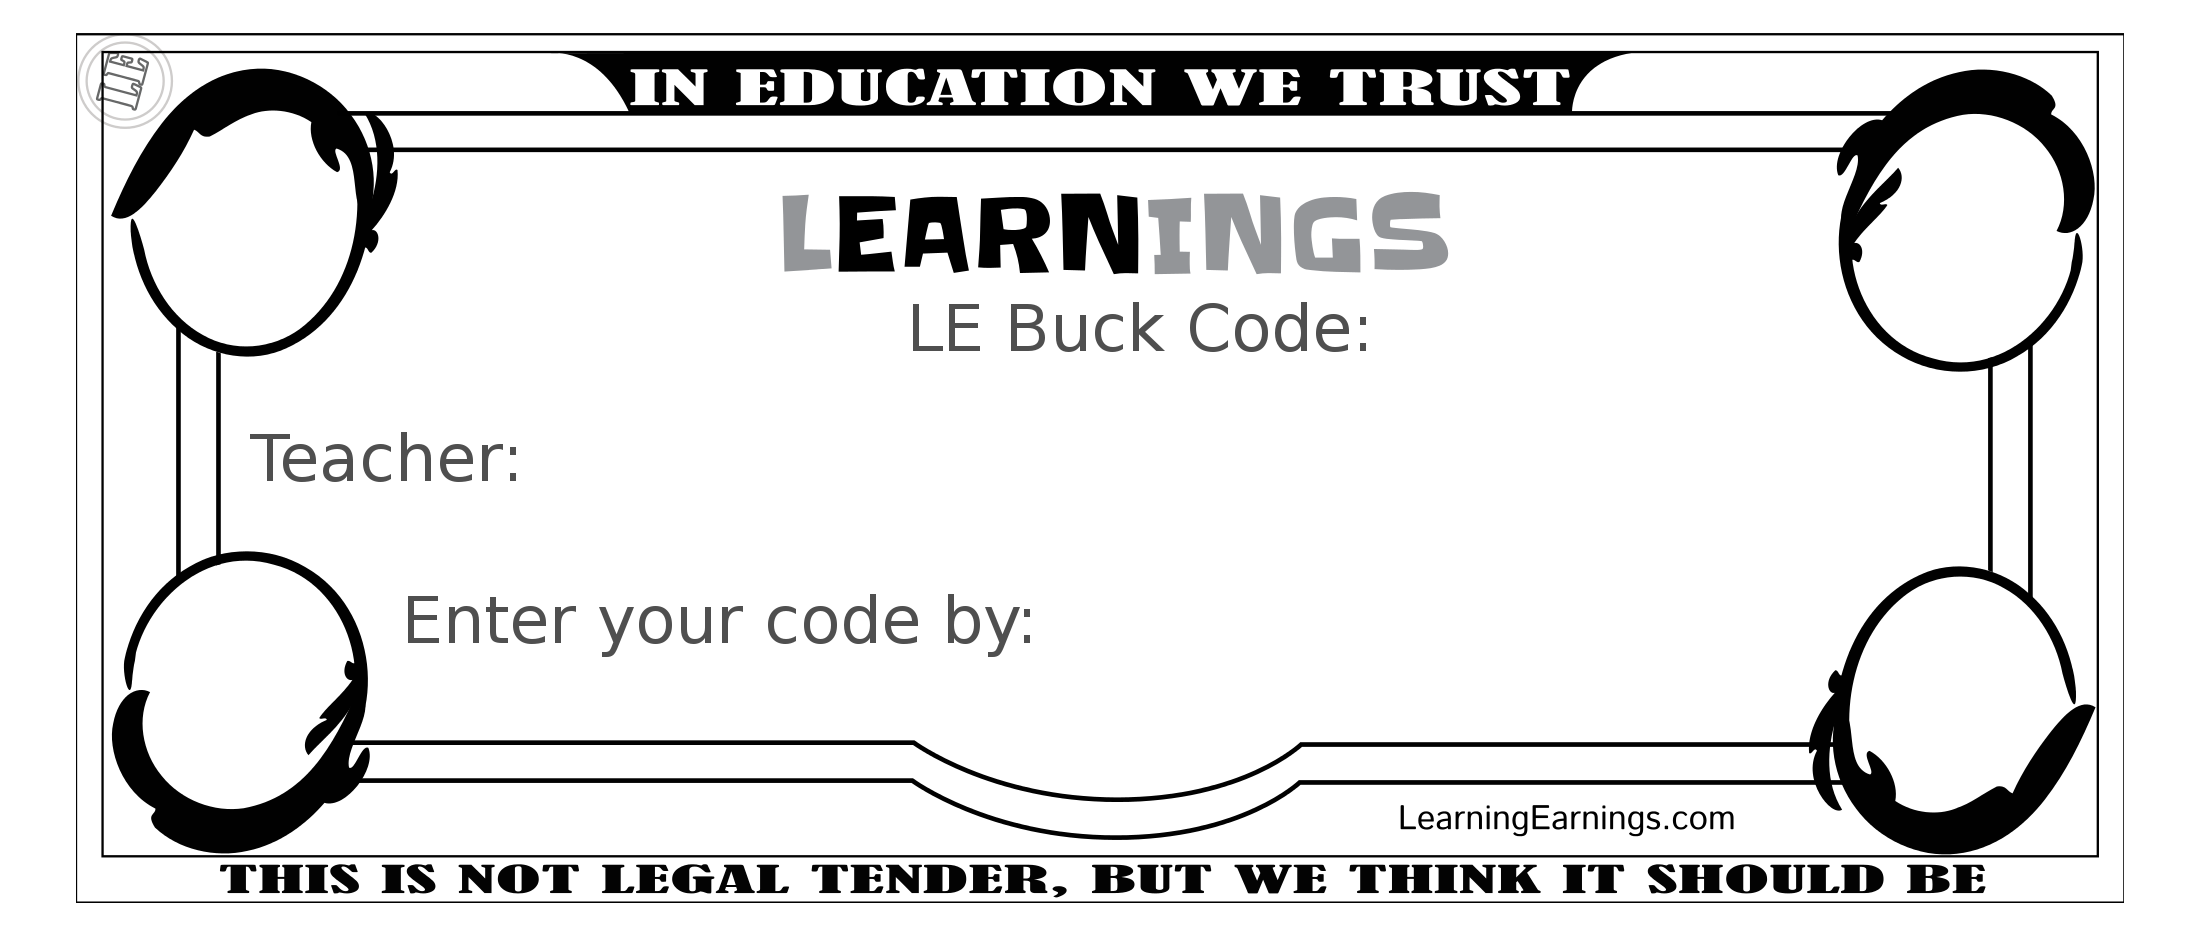 LE
IN EDUCATION WE TRUST
LEARNINGS
LE Buck Code:
Teacher:
Enter your code by:
LearningEarnings.com
THIS IS NOT LEGAL TENDER, BUT WE THINK IT SHOULD BE